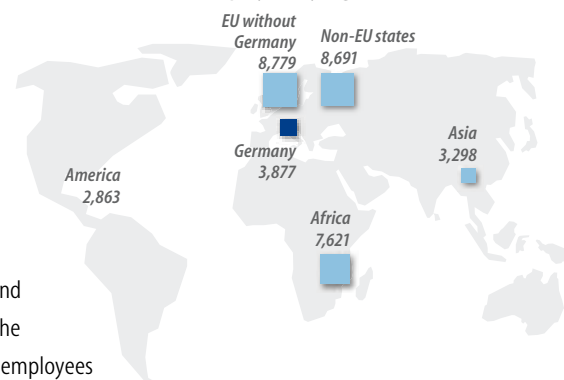 EU without
Germany
8,779
Non-EU states
8,691
Germany
3,877
Asia
3,298
America
2,863
Africa
7,621
nd
he
employees